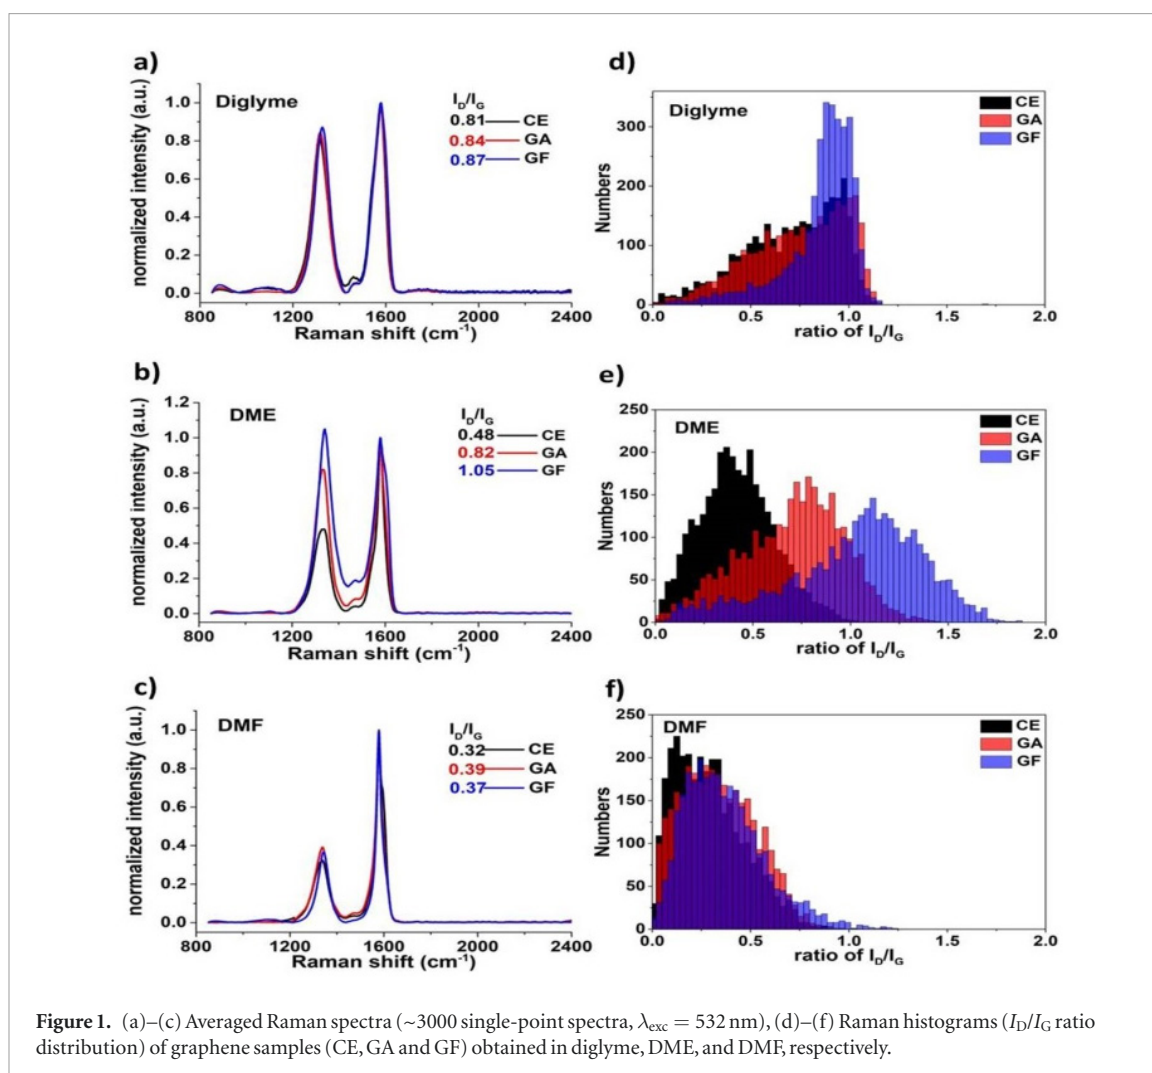 a)
Diglyme
I_D/I_G
0.81 CE
0.84 GA
0.87 GF
normalized intensity (a.u.)
1.0
0.8
0.6
0.4
0.2
0.0
800 1200 1600 2000 2400
Raman shift (cm⁻¹)
d)
Diglyme
CE
GA
GF
Numbers
300
200
100
0
0.0 0.5 1.0 1.5 2.0
ratio of I_D/I_G
b)
DME
I_D/I_G
0.48 CE
0.82 GA
1.05 GF
normalized intensity (a.u.)
1.2
1.0
0.8
0.6
0.4
0.2
0.0
800 1200 1600 2000 2400
Raman shift (cm⁻¹)
e)
DME
CE
GA
GF
Numbers
250
200
150
100
50
0
0.0 0.5 1.0 1.5 2.0
ratio of I_D/I_G
c)
DMF
I_D/I_G
0.32 CE
0.39 GA
0.37 GF
normalized intensity (a.u.)
1.0
0.8
0.6
0.4
0.2
0.0
800 1200 1600 2000 2400
Raman shift (cm⁻¹)
f)
DMF
CE
GA
GF
Numbers
250
200
150
100
50
0
0.0 0.5 1.0 1.5 2.0
ratio of I_D/I_G
Figure 1. (a)–(c) Averaged Raman spectra (~3000 single-point spectra, λexc = 532 nm), (d)–(f) Raman histograms (I_D/I_G ratio
distribution) of graphene samples (CE, GA and GF) obtained in diglyme, DME, and DMF, respectively.